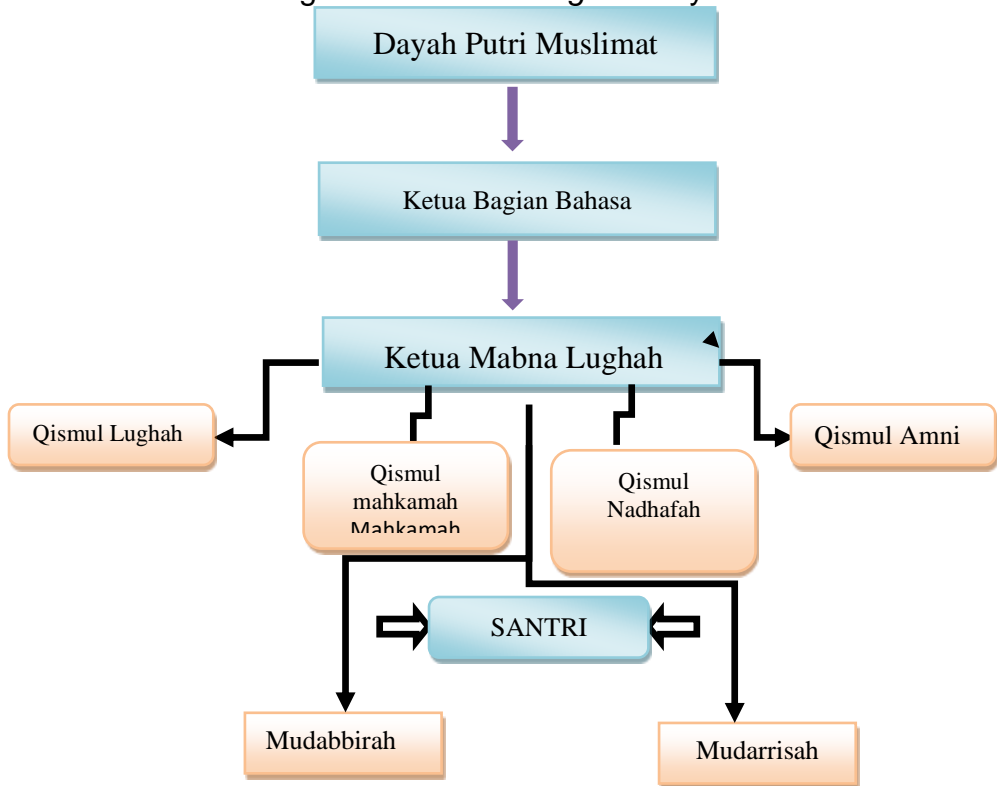 Dayah Putri Muslimat
Ketua Bagian Bahasa
Ketua Mabna Lughah
Qismul Lughah
Qismul
mahkamah
Mahkamah
Qismul
Nadhafah
Qismul Amni
SANTRI
Mudabbirah
Mudarrisah